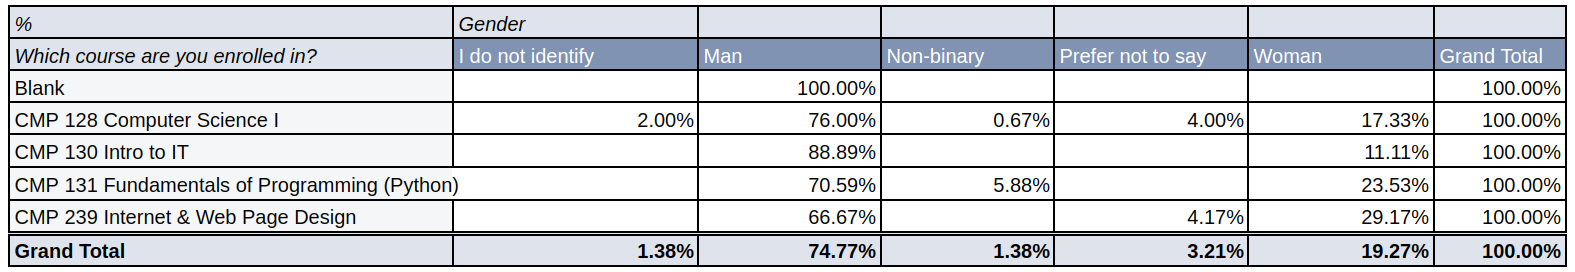 % Gender
Which course are you enrolled in? I do not identify Man Non-binary Prefer not to say Woman Grand Total
Blank 100.00% 100.00%
CMP 128 Computer Science I 2.00% 76.00% 0.67% 4.00% 17.33% 100.00%
CMP 130 Intro to IT 88.89% 11.11% 100.00%
CMP 131 Fundamentals of Programming (Python) 70.59% 5.88% 23.53% 100.00%
CMP 239 Internet & Web Page Design 66.67% 4.17% 29.17% 100.00%
Grand Total 1.38% 74.77% 1.38% 3.21% 19.27% 100.00%